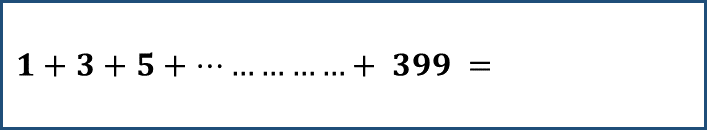 1 + 3 + 5 + ⋯ … … … … + 399 =